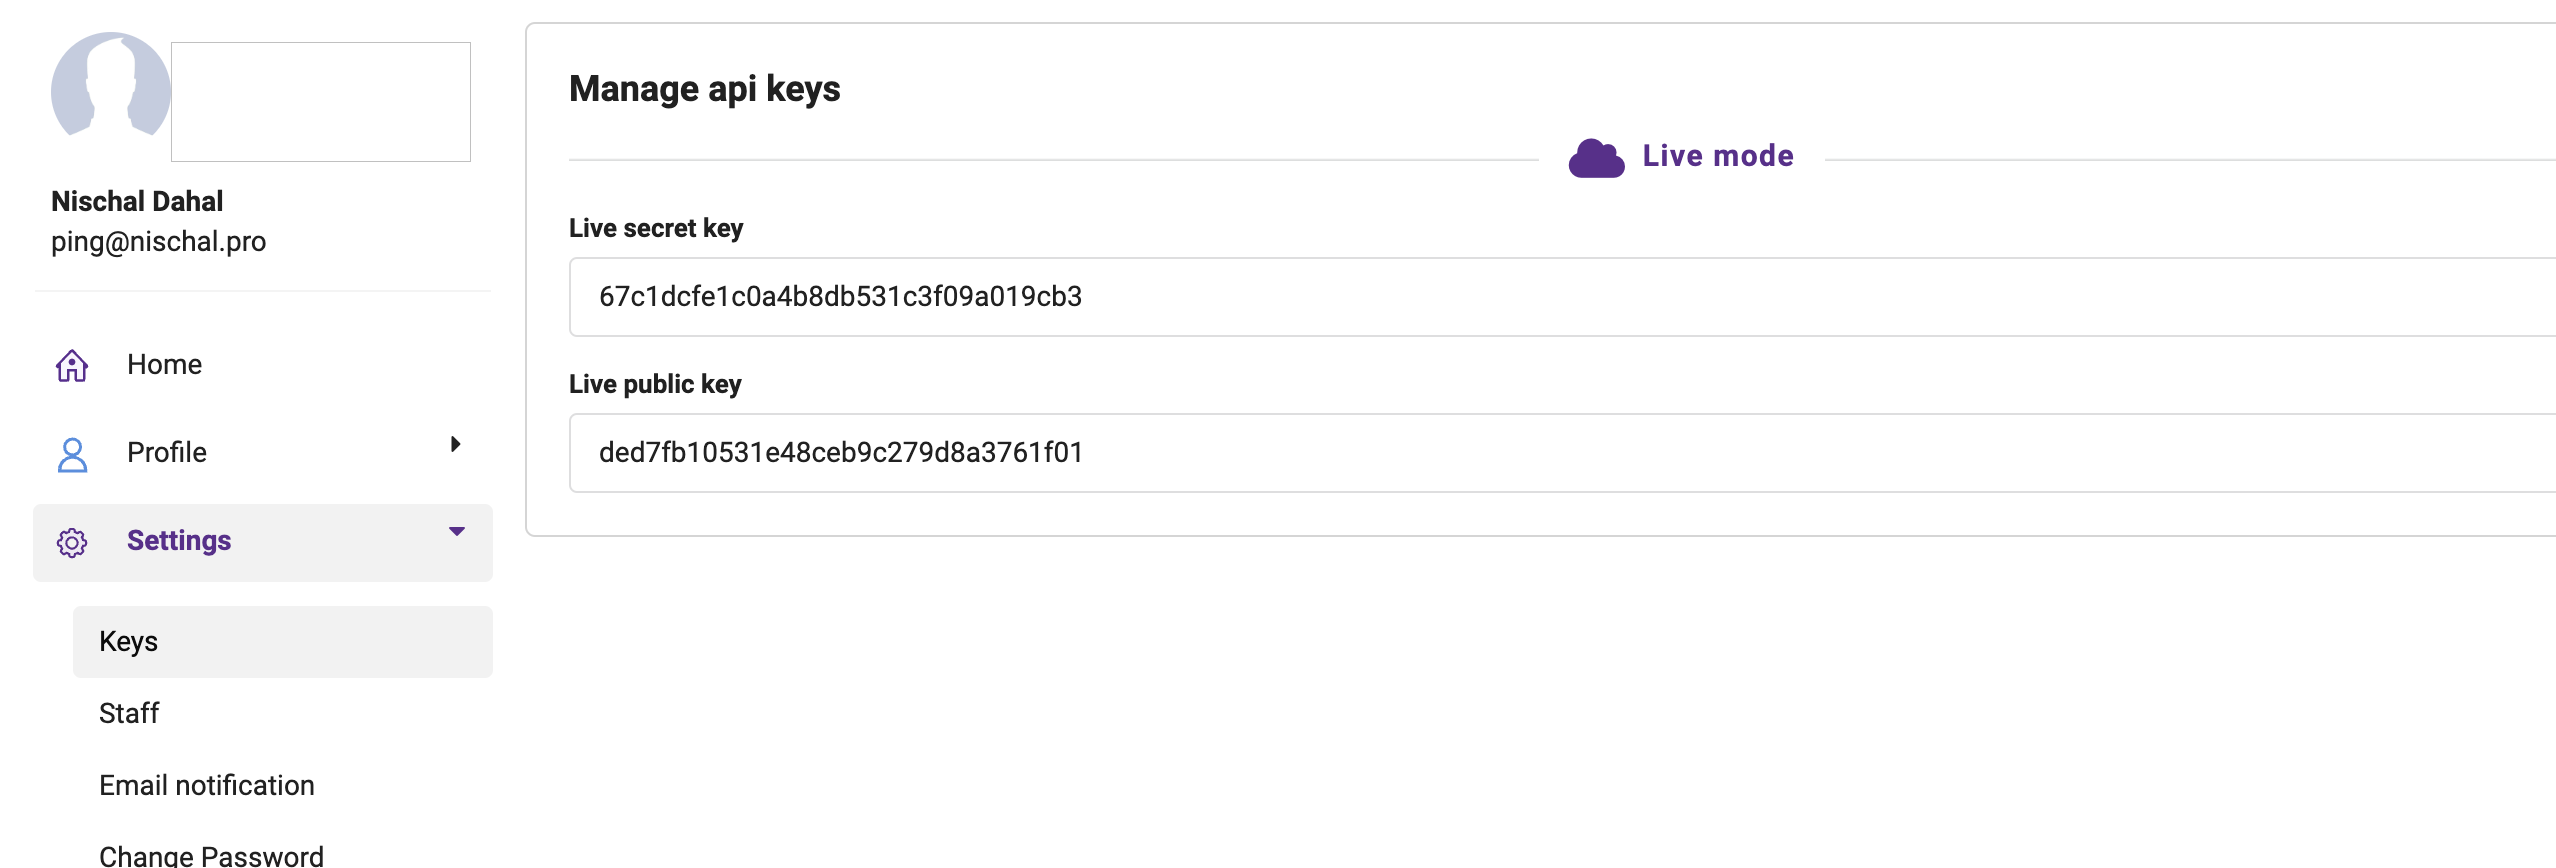 Nischal Dahal
ping@nischal.pro
Home
Profile
Settings
Keys
Staff
Email notification
Change Password
Manage api keys
Live mode
Live secret key
67c1dcfe1c0a4b8db531c3f09a019cb3
Live public key
ded7fb10531e48ceb9c279d8a3761f01